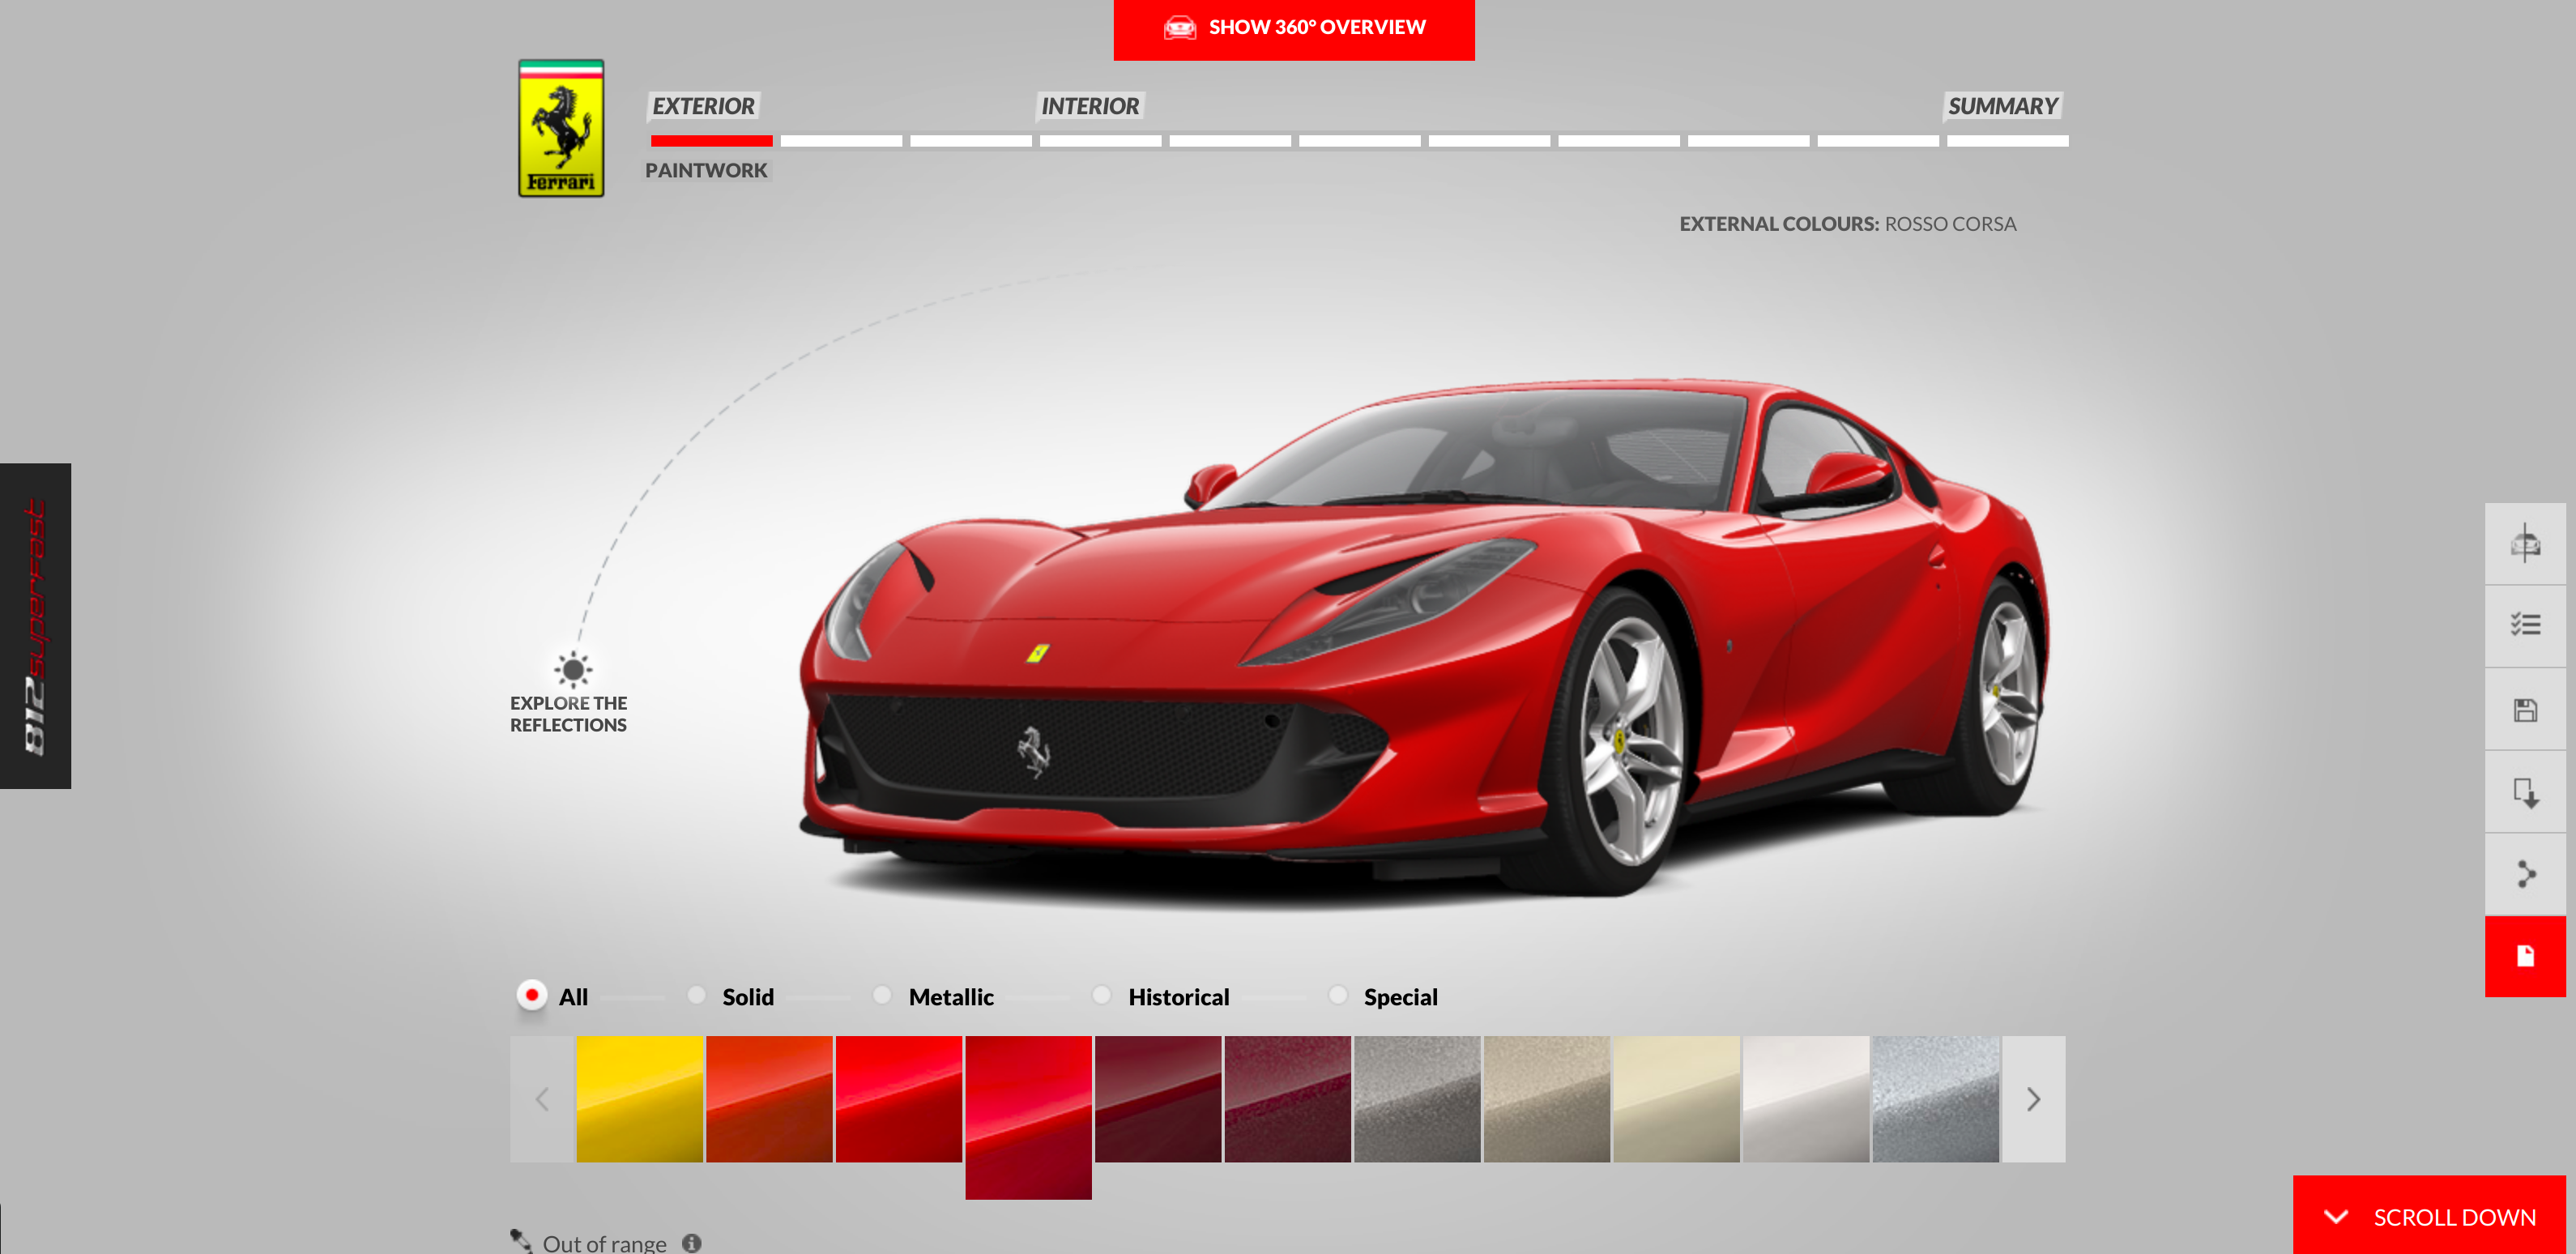 SHOW 360° OVERVIEW
Ferrari
EXTERIOR
INTERIOR
SUMMARY
PAINTWORK
EXTERNAL COLOURS: ROSSO CORSA
812superfast
EXPLORE THE
REFLECTIONS
All
Solid
Metallic
Historical
Special
Out of range
SCROLL DOWN